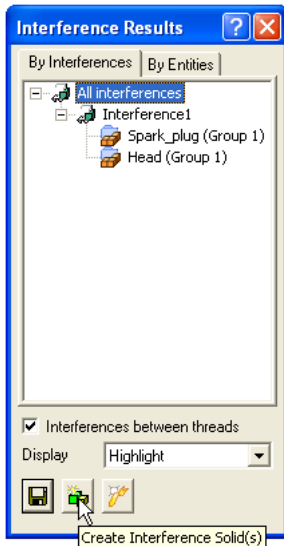 Interference Results
By Interferences By Entities
All interferences
Interference1
Spark_plug (Group 1)
Head (Group 1)
Interferences between threads
Display Highlight
Create Interference Solid(s)